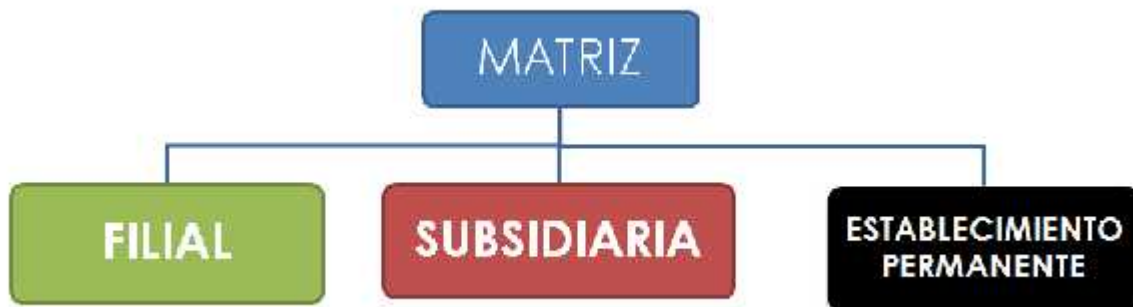 MATRIZ
FILIAL
SUBSIDIARIA
ESTABLECIMIENTO
PERMANENTE